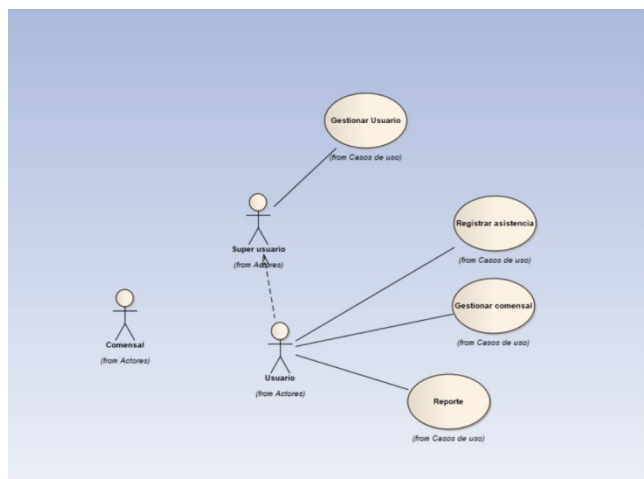 Gestionar Usuario
(from Casos de uso)
Super usuario
(from Actores)
Registrar asistencia
(from Casos de uso)
Gestionar comensal
(from Casos de uso)
Comensal
(from Actores)
Usuario
(from Actores)
Reporte
(from Casos de uso)